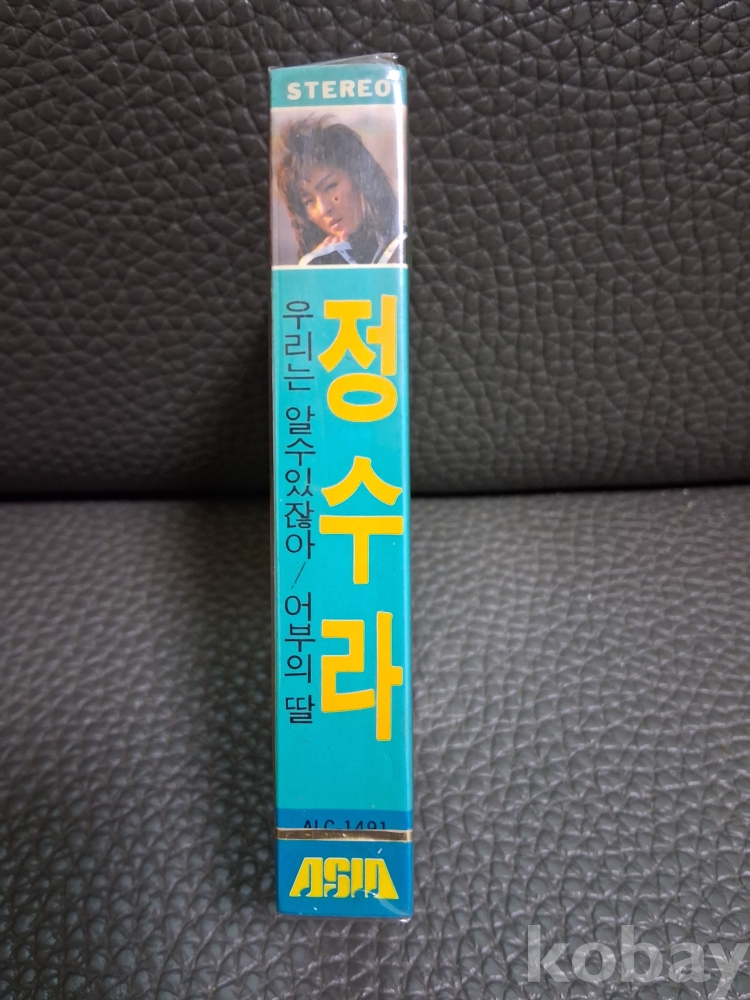 STEREO
정수라
우리는 알수있잖아/어부의 딸
ALC 1491
ASIA
kobay